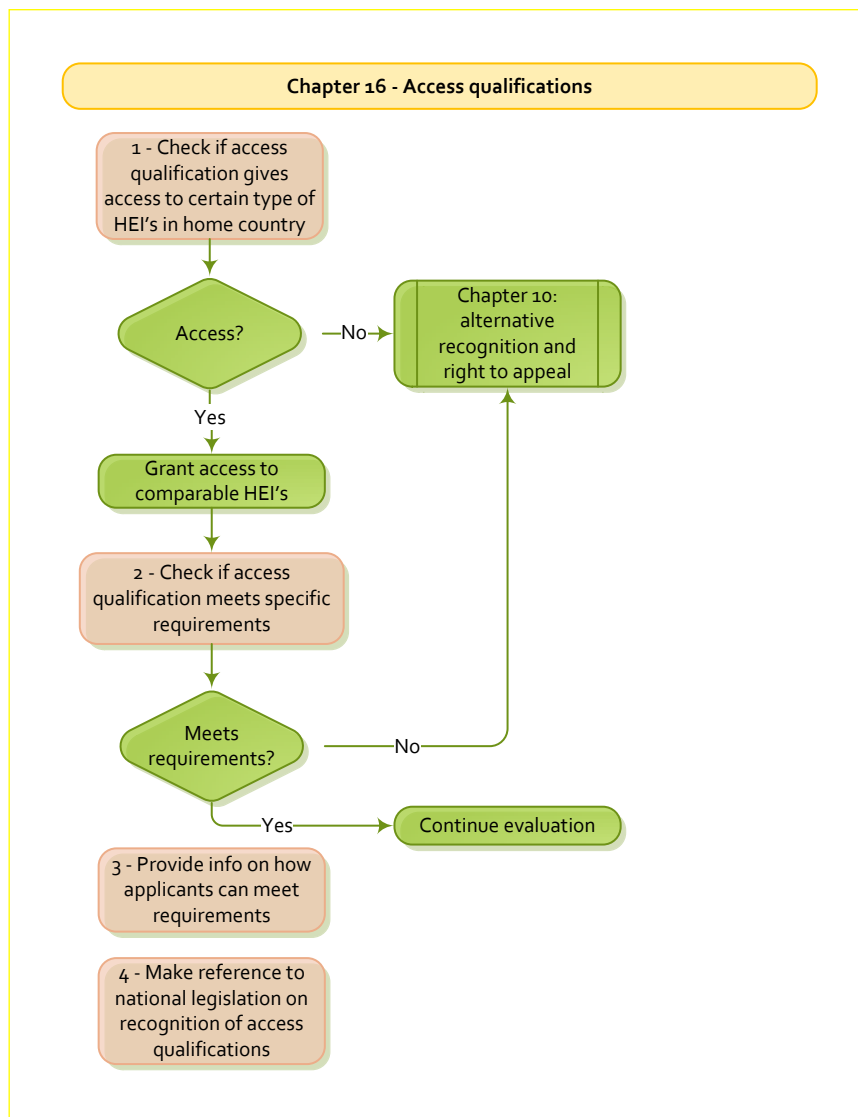 Chapter 16 - Access qualifications
1 - Check if access
qualification gives
access to certain type of
HEI's in home country
Access?
No
Chapter 10:
alternative
recognition and
right to appeal
Yes
Grant access to
comparable HEI's
2 - Check if access
qualification meets specific
requirements
Meets
requirements?
No
Yes
Continue evaluation
3 - Provide info on how
applicants can meet
requirements
4 - Make reference to
national legislation on
recognition of access
qualifications